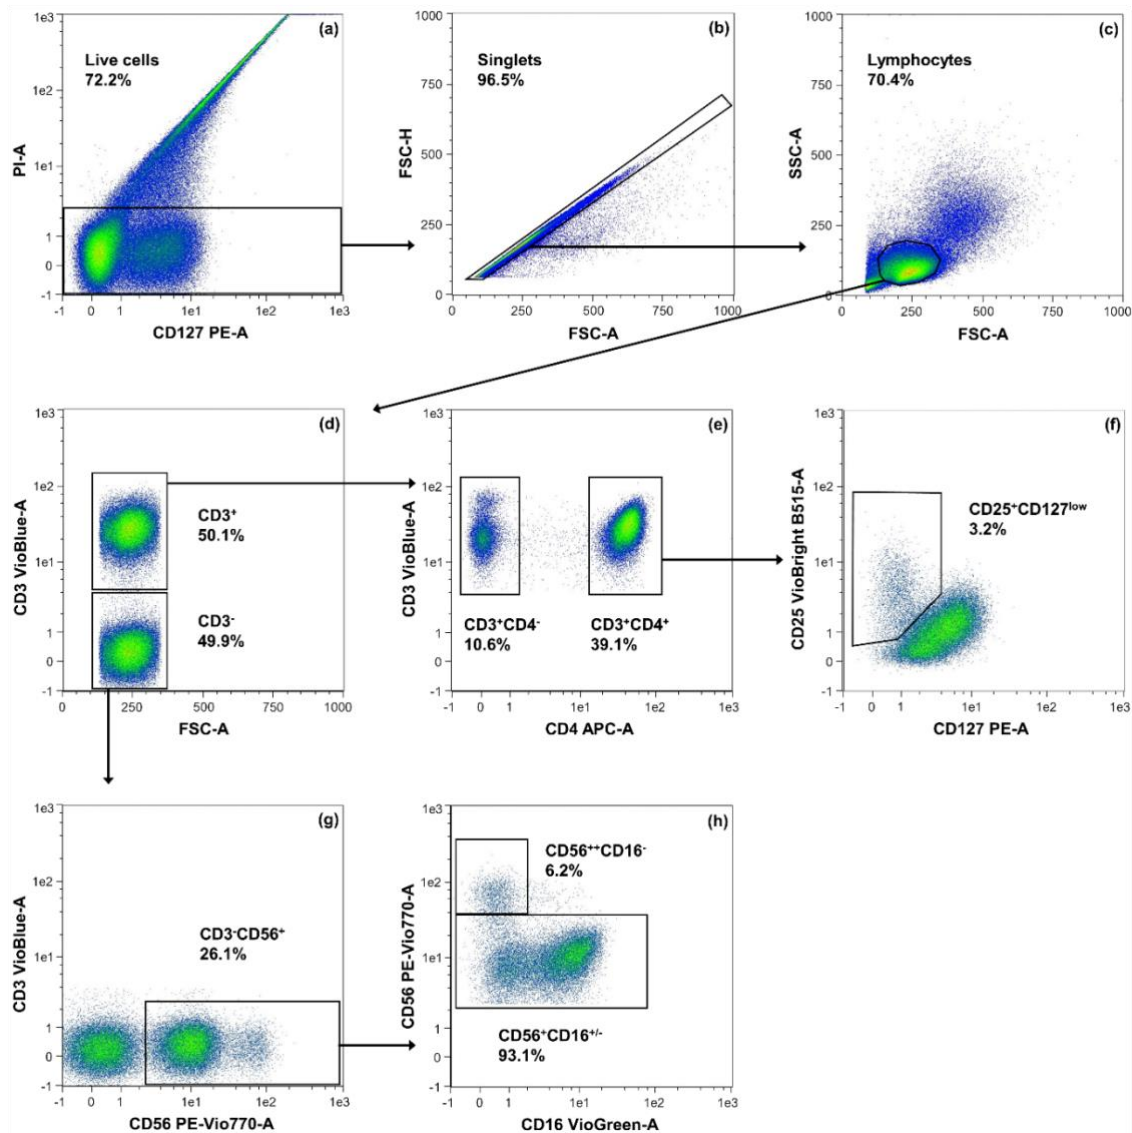 (a)
Live cells
72.2%
1e3
1e2
1e1
1
0
-1
PI-A
-1 0 1 1e1 1e2 1e3
CD127 PE-A
(b)
Singlets
96.5%
1000
750
500
250
0
FSC-H
0 250 500 750 1000
FSC-A
(c)
Lymphocytes
70.4%
1000
750
500
250
0
SSC-A
0 250 500 750 1000
FSC-A
(d)
1e3
1e2
1e1
1
0
-1
CD3 VioBlue-A
CD3⁺
50.1%
CD3⁻
49.9%
0 250 500 750 1000
FSC-A
(e)
1e3
1e2
1e1
1
0
-1
CD3 VioBlue-A
CD3⁺CD4⁻
10.6%
CD3⁺CD4⁺
39.1%
-1 0 1 1e1 1e2 1e3
CD4 APC-A
(f)
1e3
1e2
1e1
1
0
-1
CD25 VioBright B515-A
CD25⁺CD127ˡᵒʷ
3.2%
-1 0 1 1e1 1e2 1e3
CD127 PE-A
(g)
1e3
1e2
1e1
1
0
-1
CD3 VioBlue-A
CD3⁻CD56⁺
26.1%
-1 0 1 1e1 1e2 1e3
CD56 PE-Vio770-A
(h)
1e3
1e2
1e1
1
0
-1
CD56 PE-Vio770-A
CD56⁺⁺CD16⁻
6.2%
CD56⁺CD16⁺/⁻
93.1%
-1 0 1 1e1 1e2 1e3
CD16 VioGreen-A